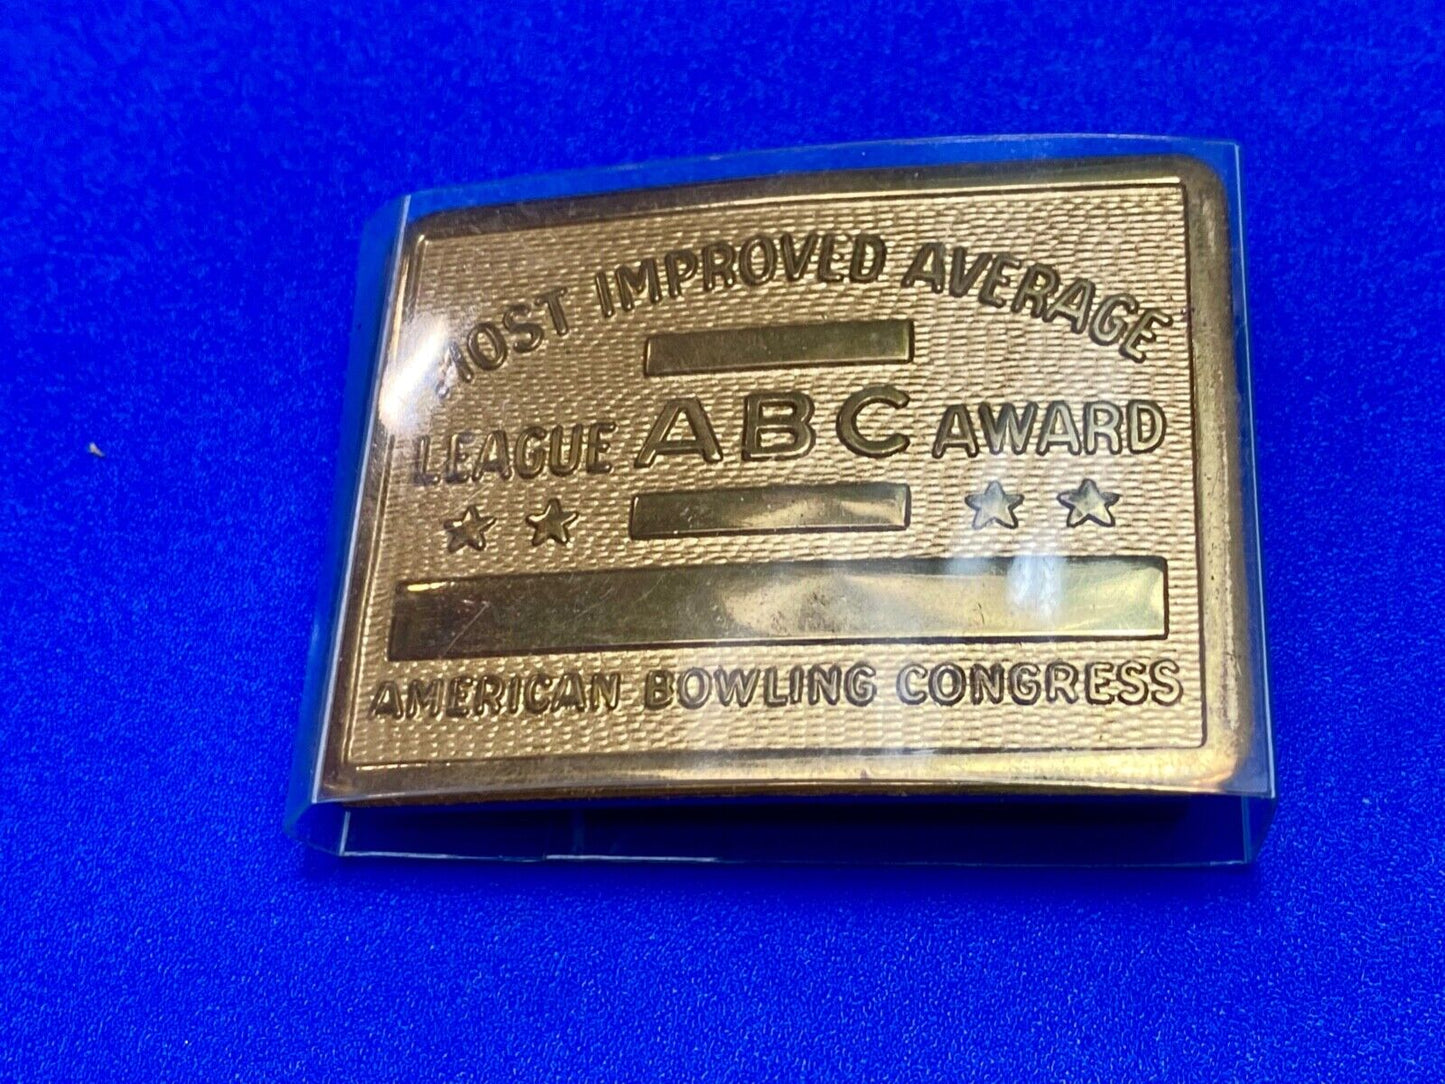 MOST IMPROVED AVERAGE
LEAGUE ABC AWARD
AMERICAN BOWLING CONGRESS